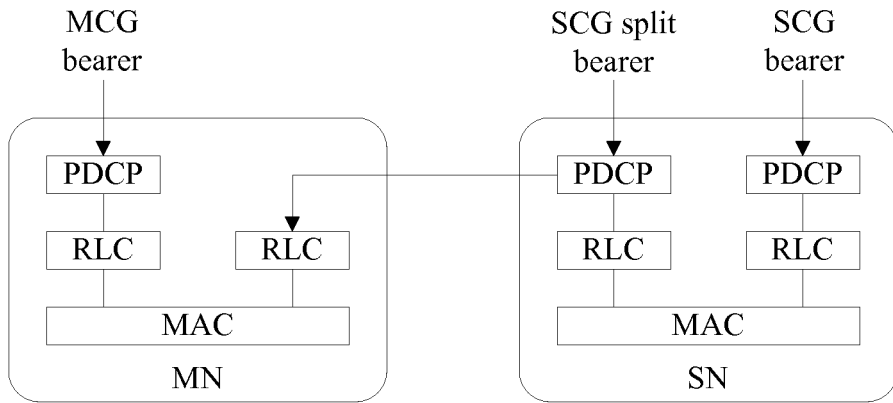 MCG
bearer
SCG split
bearer
SCG
bearer
PDCP
PDCP
PDCP
RLC
RLC
RLC
RLC
MAC
MAC
MN
SN